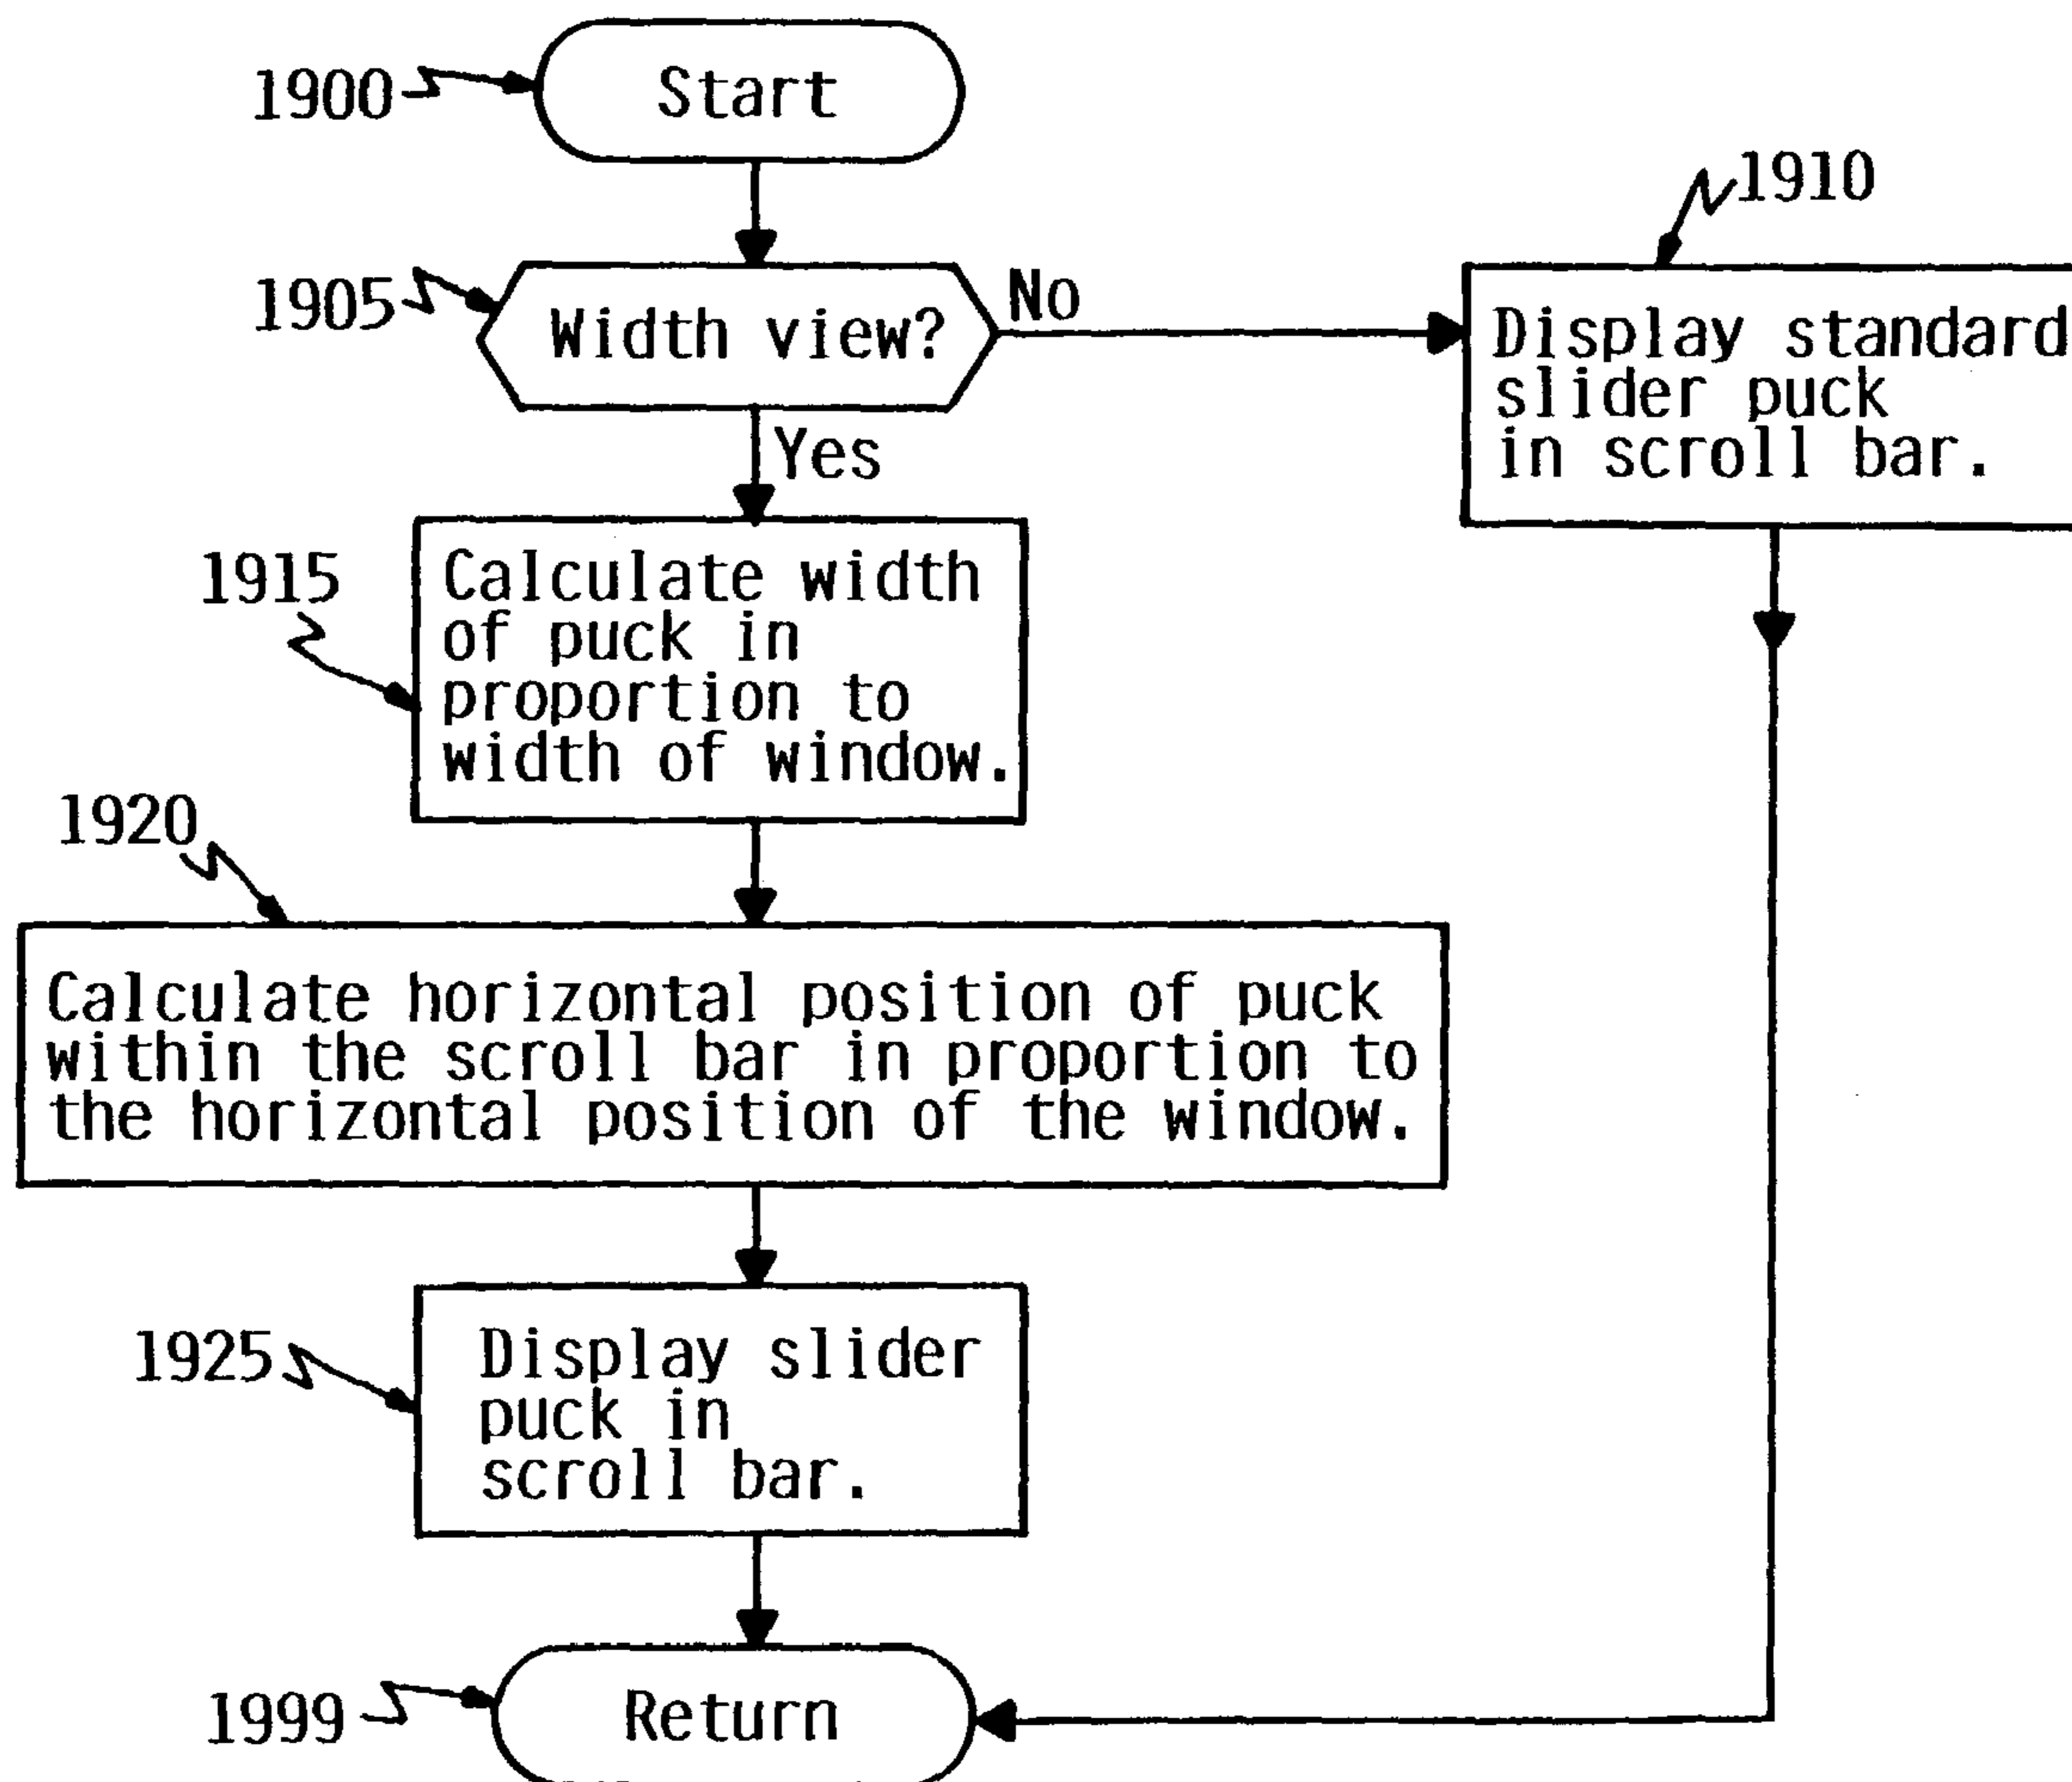 1900
Start
1910
1905
Width view?
No
Display standard
slider puck
in scroll bar.
Yes
1915
Calculate width
of puck in
proportion to
width of window.
1920
Calculate horizontal position of puck
within the scroll bar in proportion to
the horizontal position of the window.
1925
Display slider
puck in
scroll bar.
1999
Return